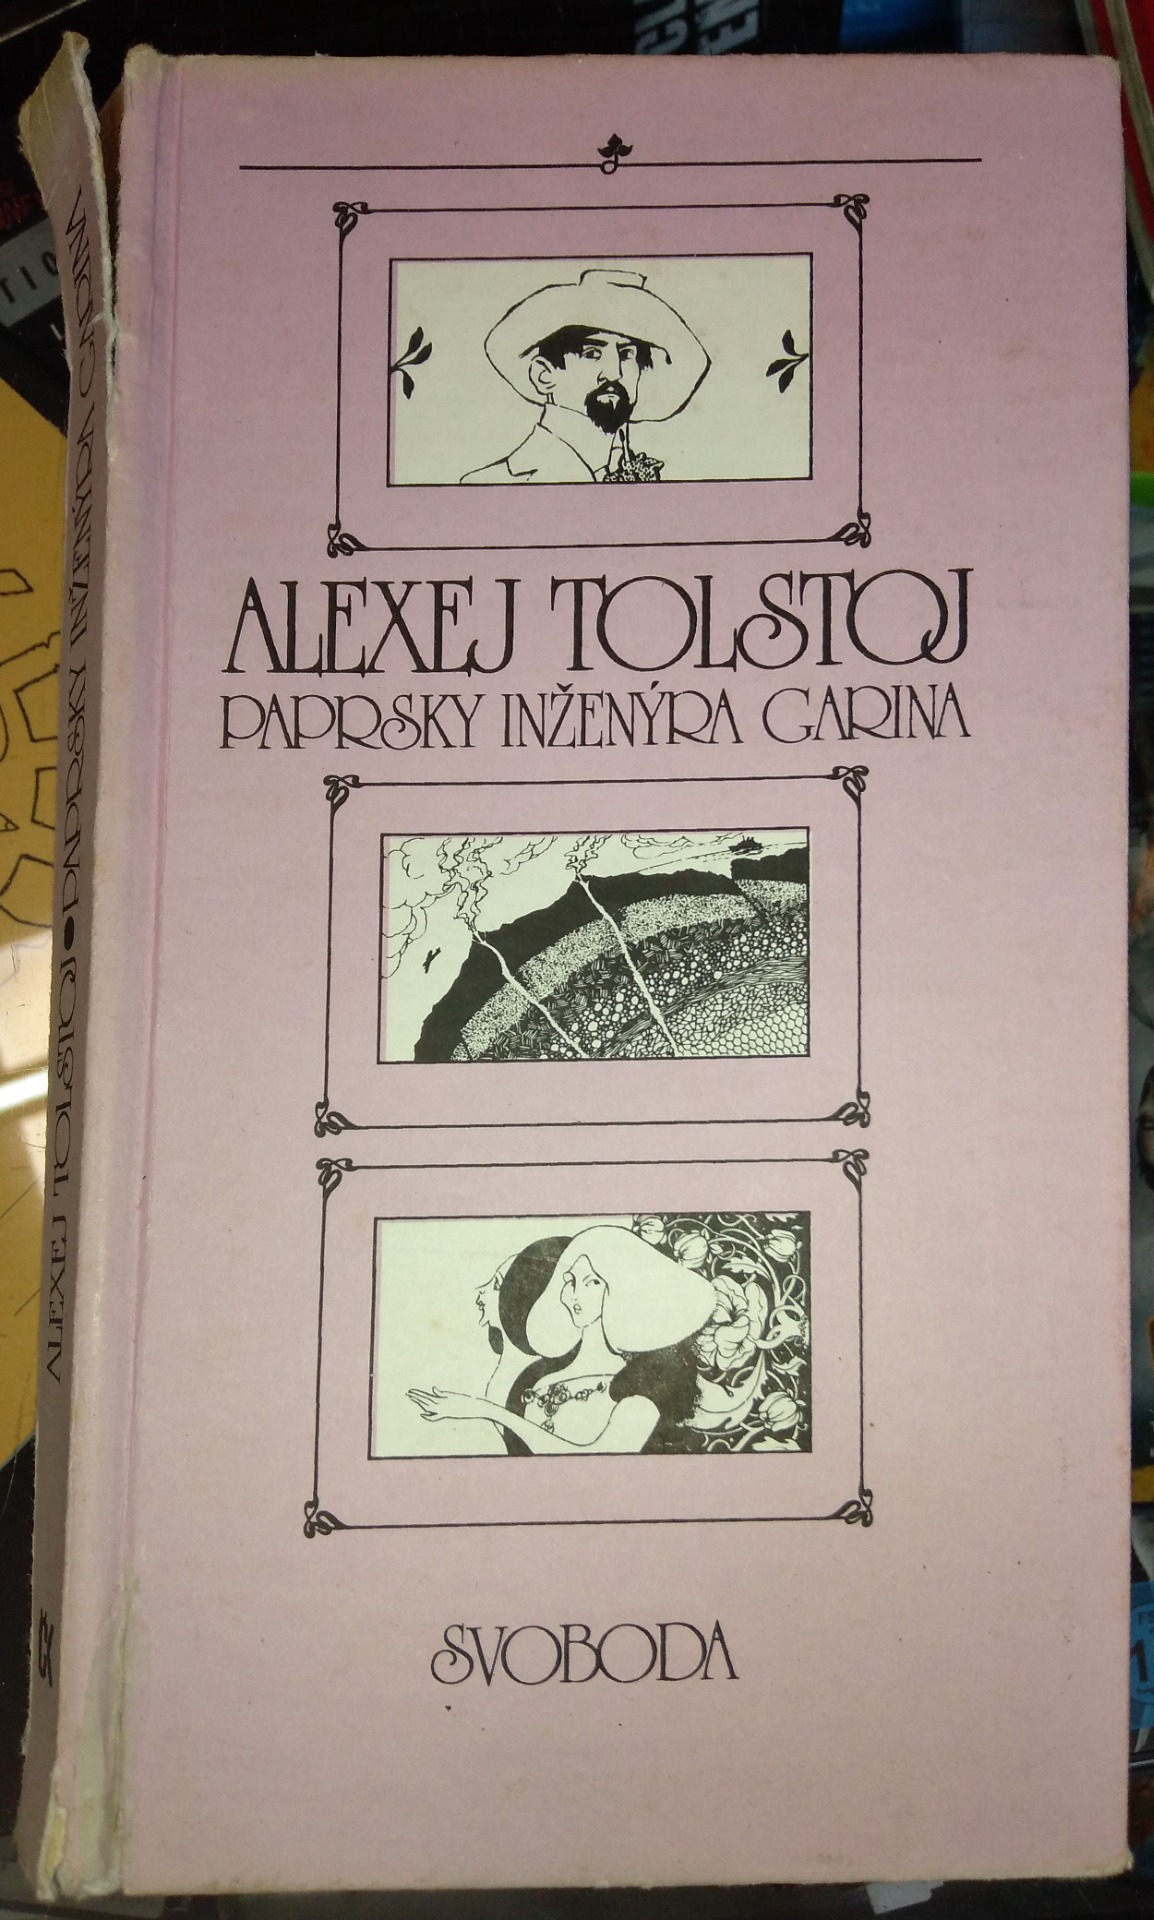 ALEXEJ TOLSTOJ
PAPRSKY INŽENÝRA GARINA
SVOBODA
ALEXEJ TOLSTOJ • PAPRSKY INŽENÝRA GARINA